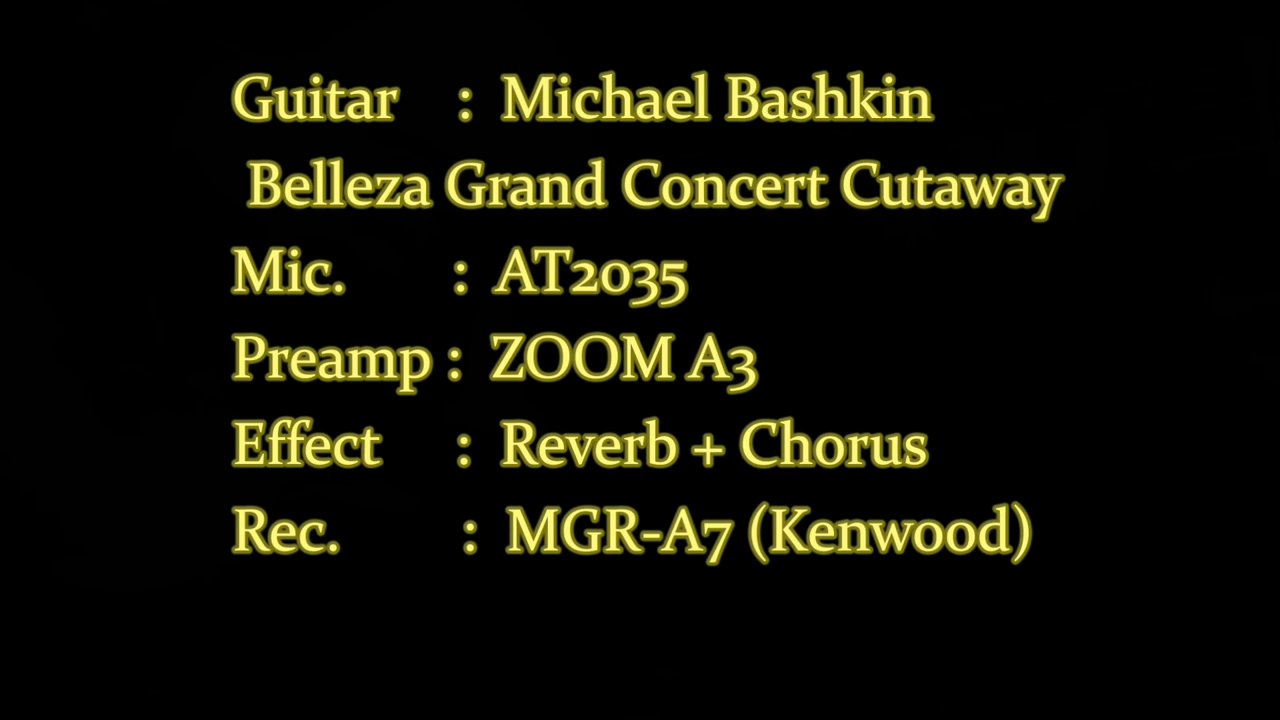 Guitar : Michael Bashkin
Belleza Grand Concert Cutaway
Mic. : AT2035
Preamp : ZOOM A3
Effect : Reverb + Chorus
Rec. : MGR-A7 (Kenwood)